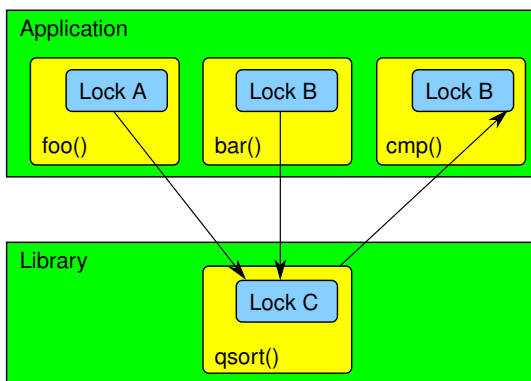 Application
Lock A
Lock B
Lock B
foo()
bar()
cmp()
Library
Lock C
qsort()